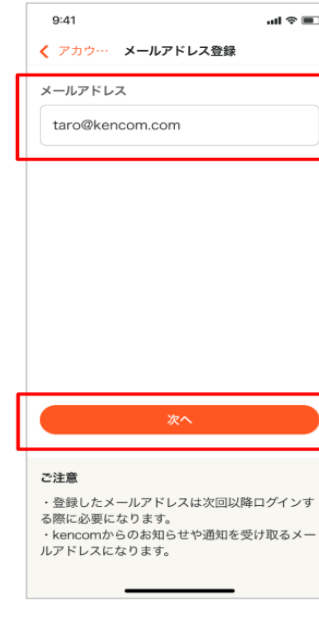 9:41
アカウ… メールアドレス登録
メールアドレス
taro@kencom.com
次へ
ご注意
・登録したメールアドレスは次回以降ログインす
る際に必要になります。
・kencomからのお知らせや通知を受け取るメー
ルアドレスになります。